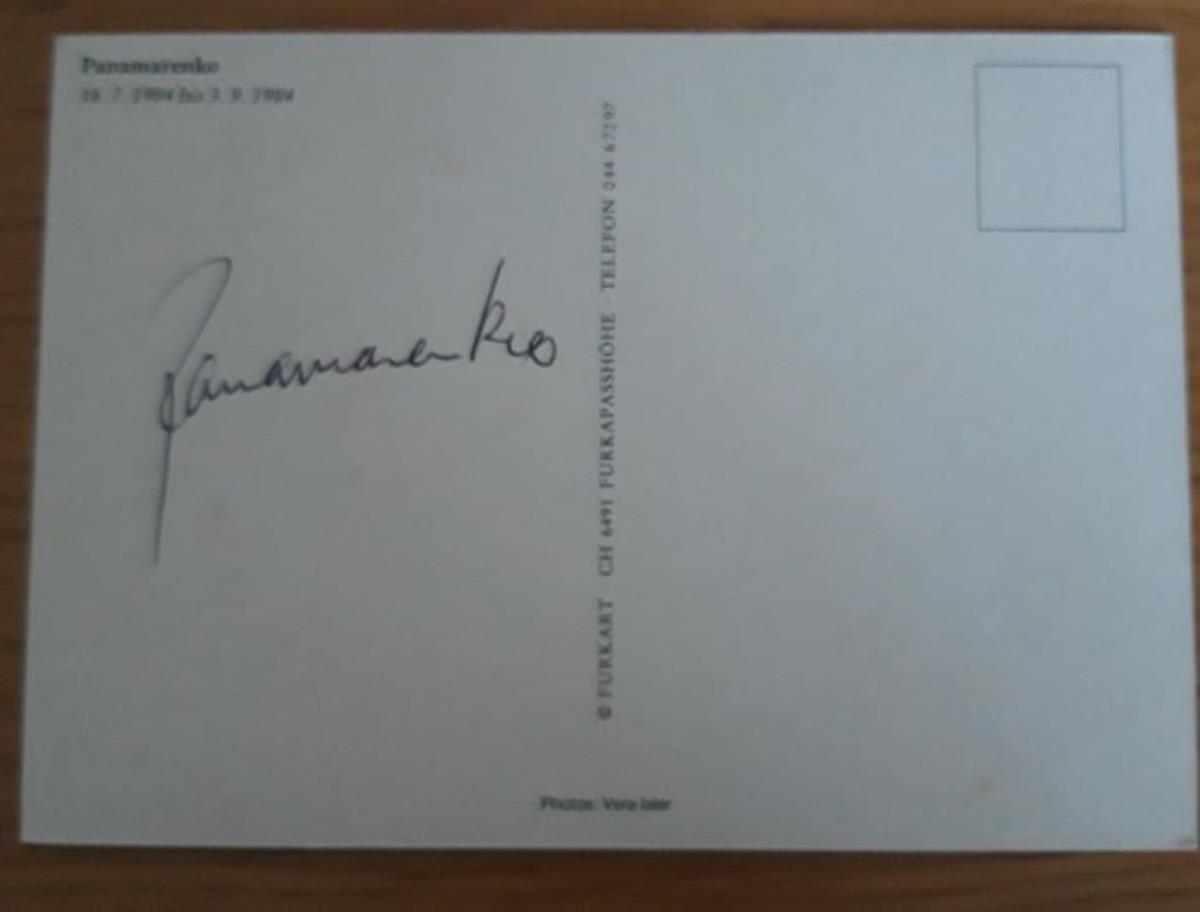 Panamarenko
18. 7. 1984 bis 3. 9. 1984
Panamarenko
© FURKART · CH 6491 FURKAPASSHÖHE · TELEFON 044 67297
Photos: Vera Isler